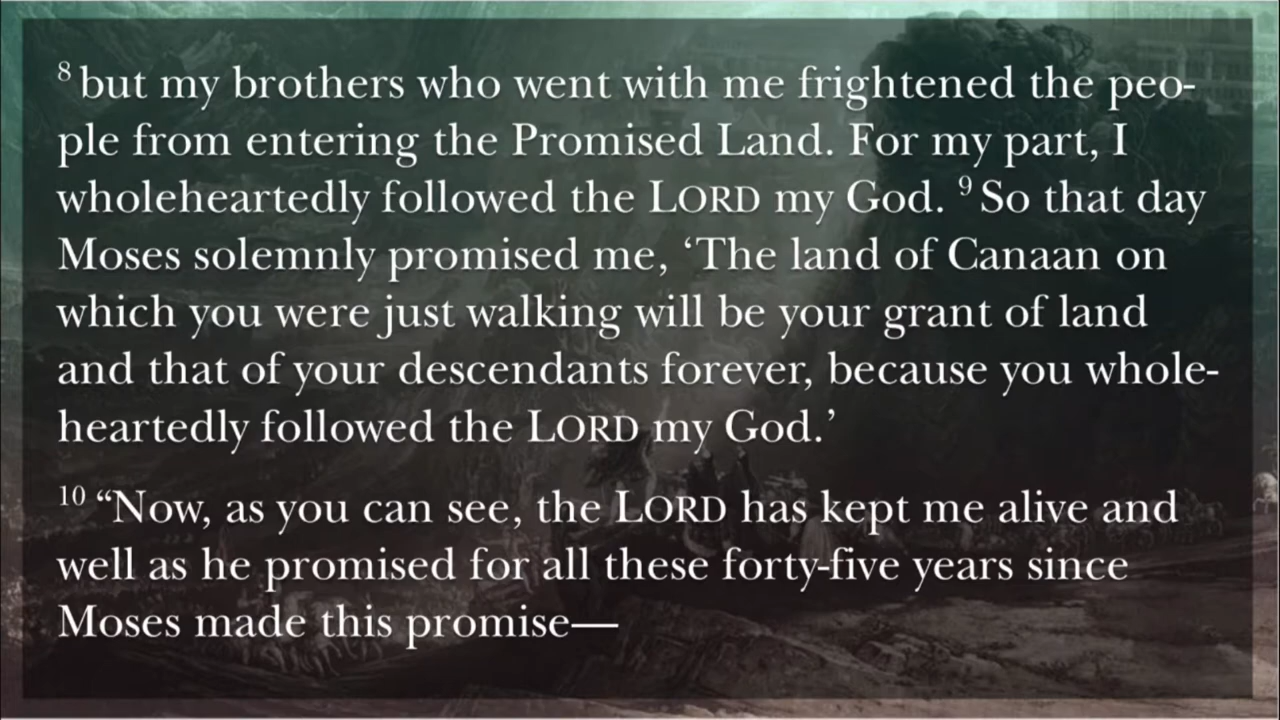 8 but my brothers who went with me frightened the peo-
ple from entering the Promised Land. For my part, I
wholeheartedly followed the LORD my God. 9 So that day
Moses solemnly promised me, ‘The land of Canaan on
which you were just walking will be your grant of land
and that of your descendants forever, because you whole-
heartedly followed the LORD my God.’
10 “Now, as you can see, the LORD has kept me alive and
well as he promised for all these forty-five years since
Moses made this promise—